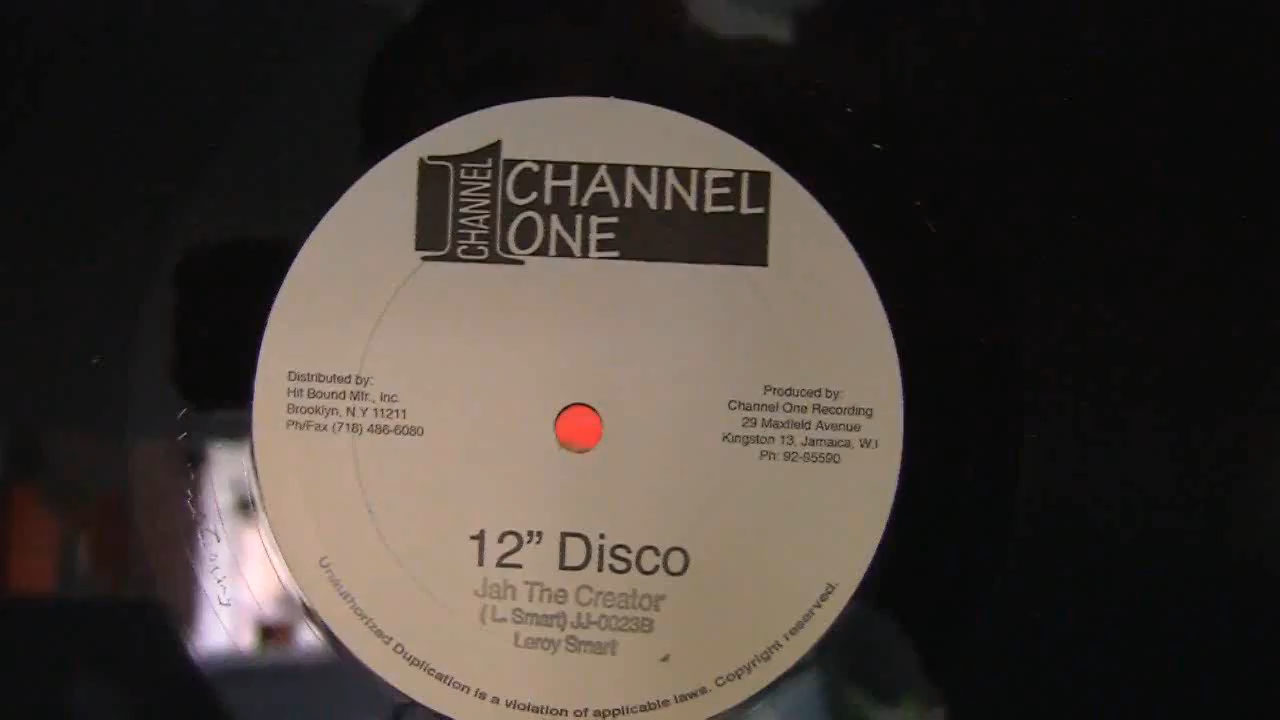 CHANNEL
CHANNEL
ONE
Distributed by:
Hit Bound Mfr., Inc.
Brooklyn, N.Y 11211
Ph/Fax (718) 486-6080
Produced by:
Channel One Recording
29 Maxfield Avenue
Kingston 13, Jamaica, W.I
Ph: 92-95590
12” Disco
Jah The Creator
( L. Smart) JJ-0023B
Leroy Smart
Unauthorized Duplication is a violation of applicable laws. Copyright reserved.